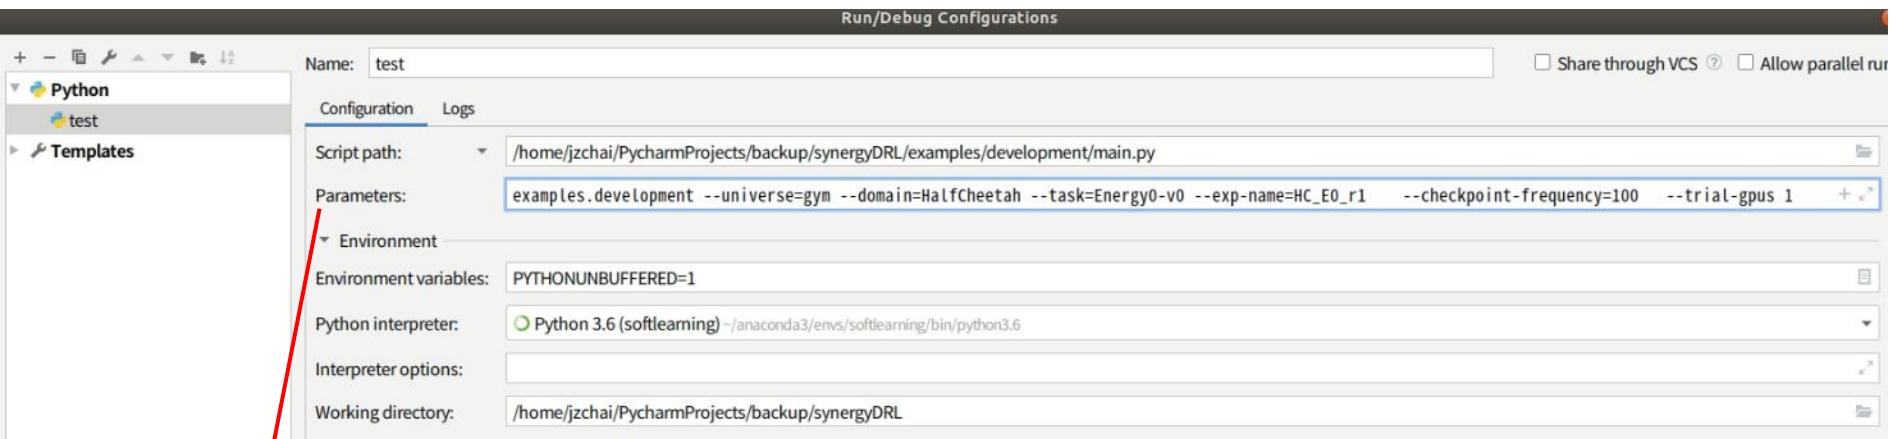 Run/Debug Configurations
Name: test
Share through VCS ? Allow parallel run
Python
test
Templates
Configuration Logs
Script path: /home/jzchai/PycharmProjects/backup/synergyDRL/examples/development/main.py
Parameters: examples.development --universe=gym --domain=HalfCheetah --task=Energy0-v0 --exp-name=HC_E0_r1 --checkpoint-frequency=100 --trial-gpus 1
Environment
Environment variables: PYTHONUNBUFFERED=1
Python interpreter: Python 3.6 (softlearning) ~/anaconda3/envs/softlearning/bin/python3.6
Interpreter options:
Working directory: /home/jzchai/PycharmProjects/backup/synergyDRL